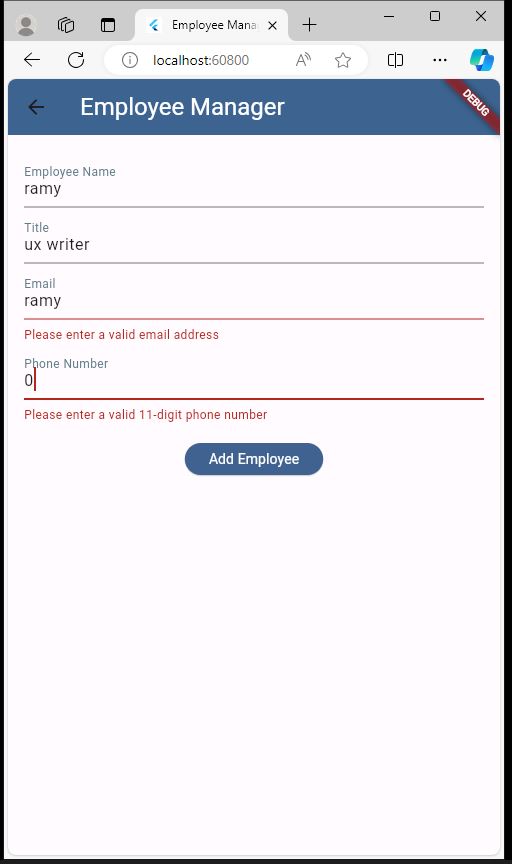 Employee Mana
localhost:60800
Employee Manager
DEBUG
Employee Name
ramy
Title
ux writer
Email
ramy
Please enter a valid email address
Phone Number
0
Please enter a valid 11-digit phone number
Add Employee